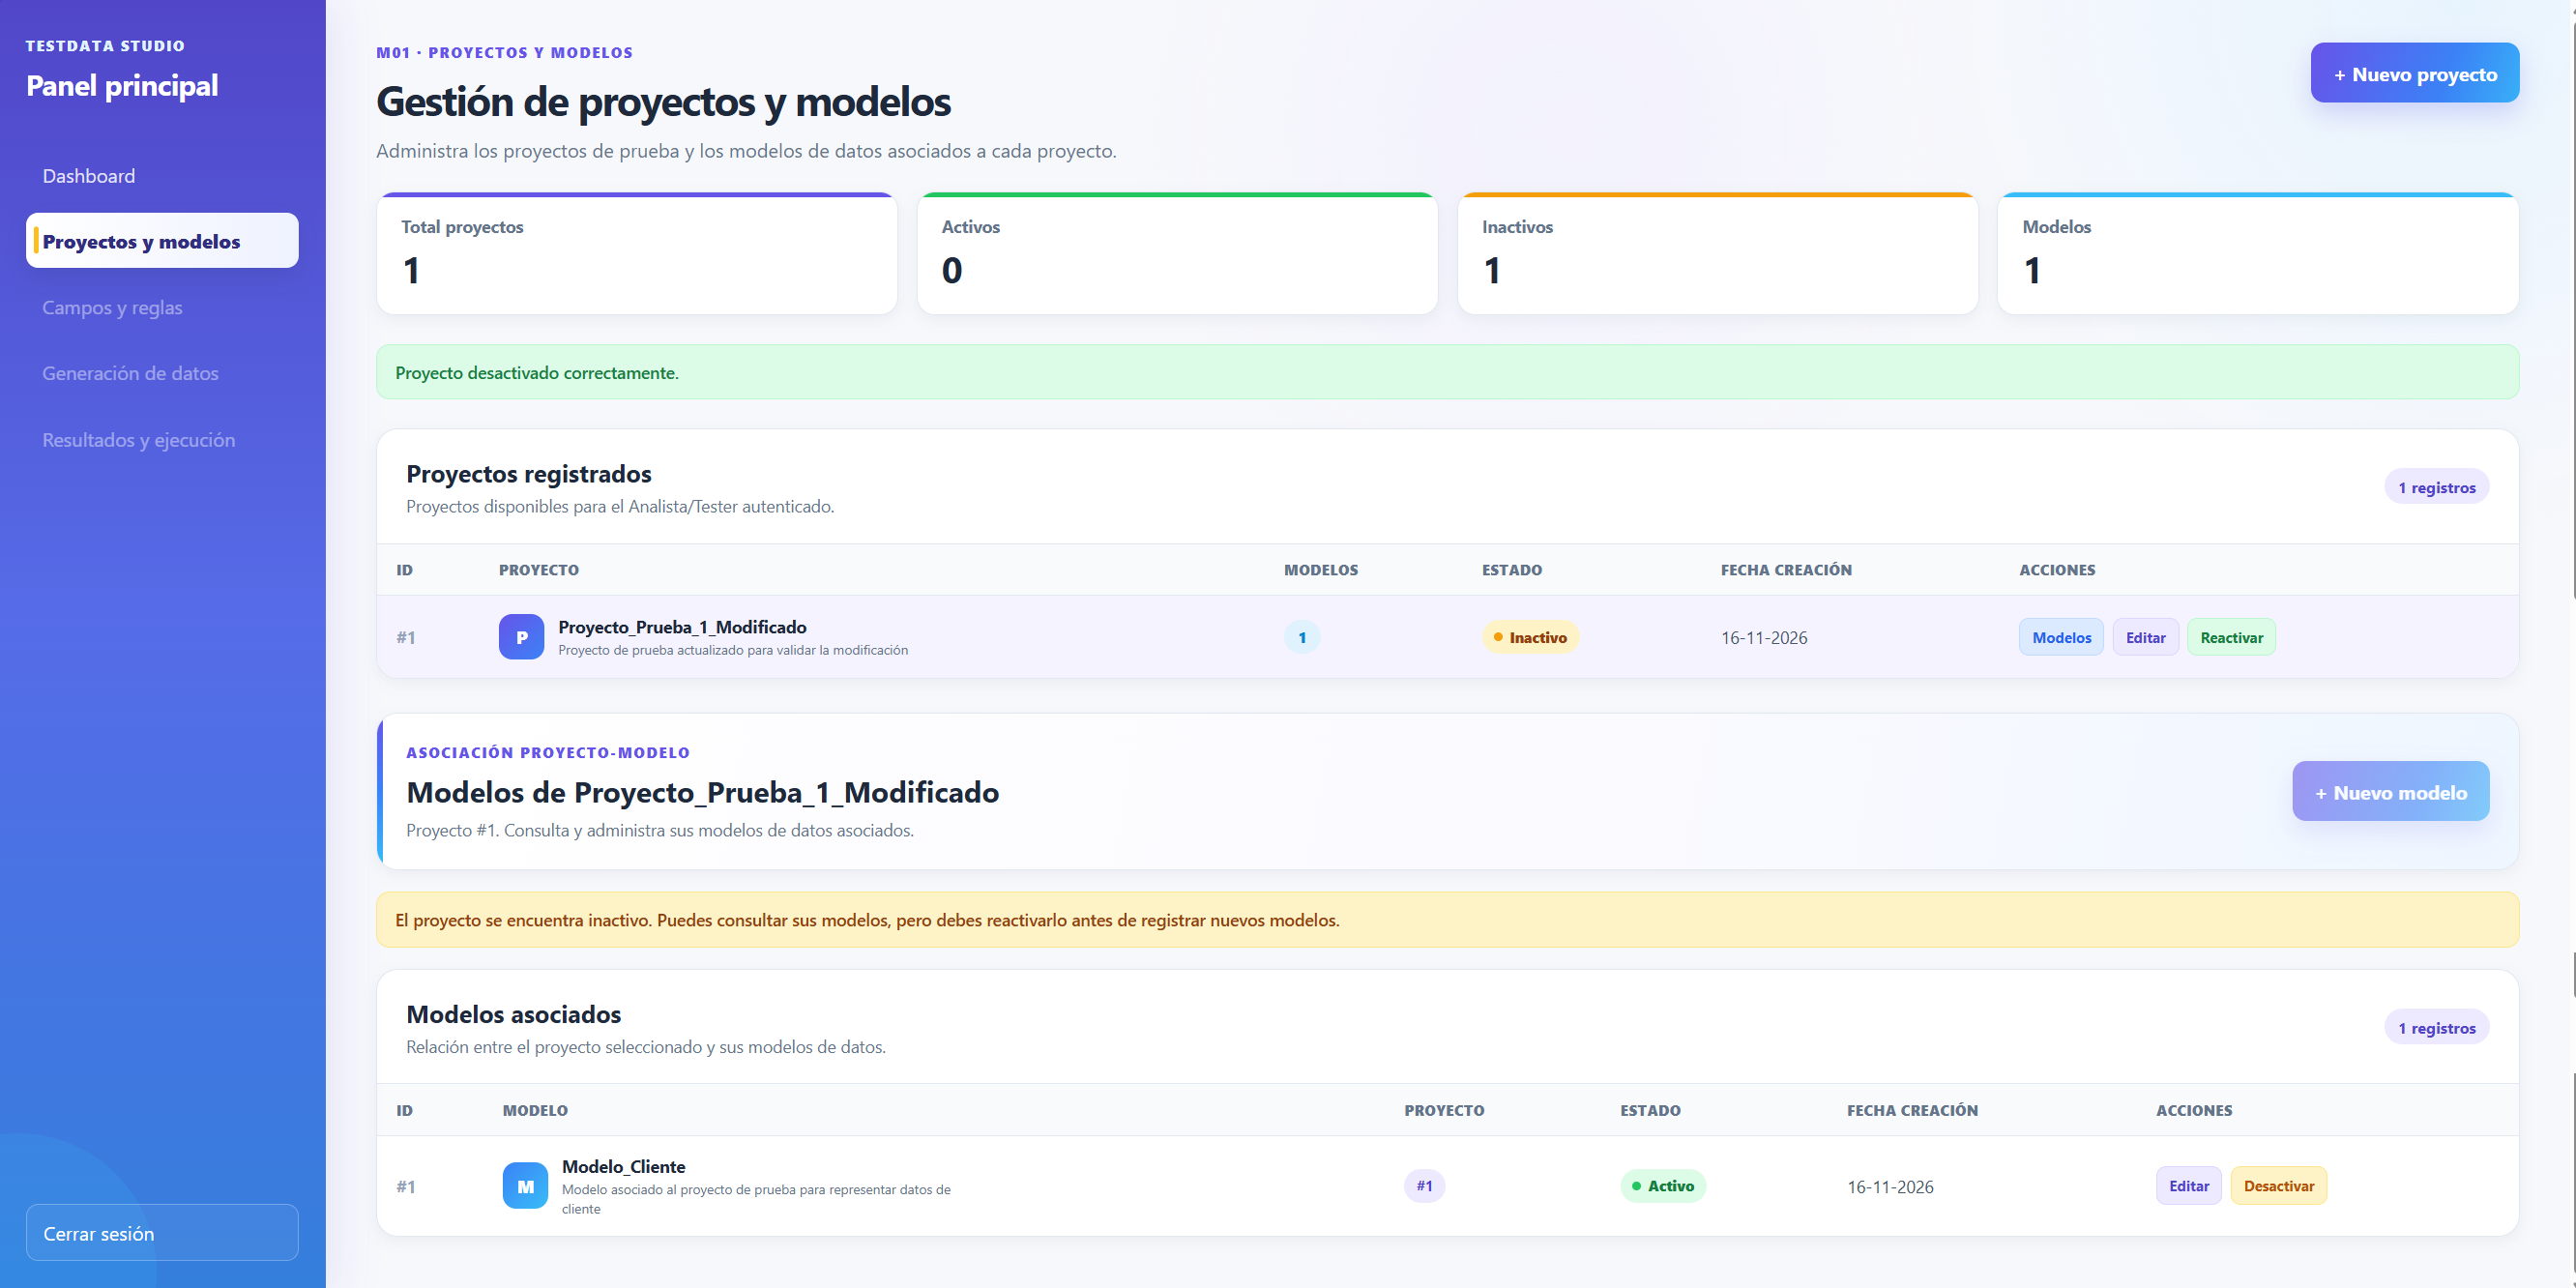 TESTDATA STUDIO
Panel principal
Dashboard
Proyectos y modelos
Campos y reglas
Generación de datos
Resultados y ejecución
Cerrar sesión
M01 · PROYECTOS Y MODELOS
Gestión de proyectos y modelos
Administra los proyectos de prueba y los modelos de datos asociados a cada proyecto.
+ Nuevo proyecto
Total proyectos
1
Activos
0
Inactivos
1
Modelos
1
Proyecto desactivado correctamente.
Proyectos registrados
Proyectos disponibles para el Analista/Tester autenticado.
1 registros
ID PROYECTO MODELOS ESTADO FECHA CREACIÓN ACCIONES
#1 P Proyecto_Prueba_1_Modificado 1 Inactivo 16-11-2026 Modelos Editar Reactivar
Proyecto de prueba actualizado para validar la modificación
ASOCIACIÓN PROYECTO-MODELO
Modelos de Proyecto_Prueba_1_Modificado
Proyecto #1. Consulta y administra sus modelos de datos asociados.
+ Nuevo modelo
El proyecto se encuentra inactivo. Puedes consultar sus modelos, pero debes reactivarlo antes de registrar nuevos modelos.
Modelos asociados
Relación entre el proyecto seleccionado y sus modelos de datos.
1 registros
ID MODELO PROYECTO ESTADO FECHA CREACIÓN ACCIONES
#1 M Modelo_Cliente #1 Activo 16-11-2026 Editar Desactivar
Modelo asociado al proyecto de prueba para representar datos de
cliente